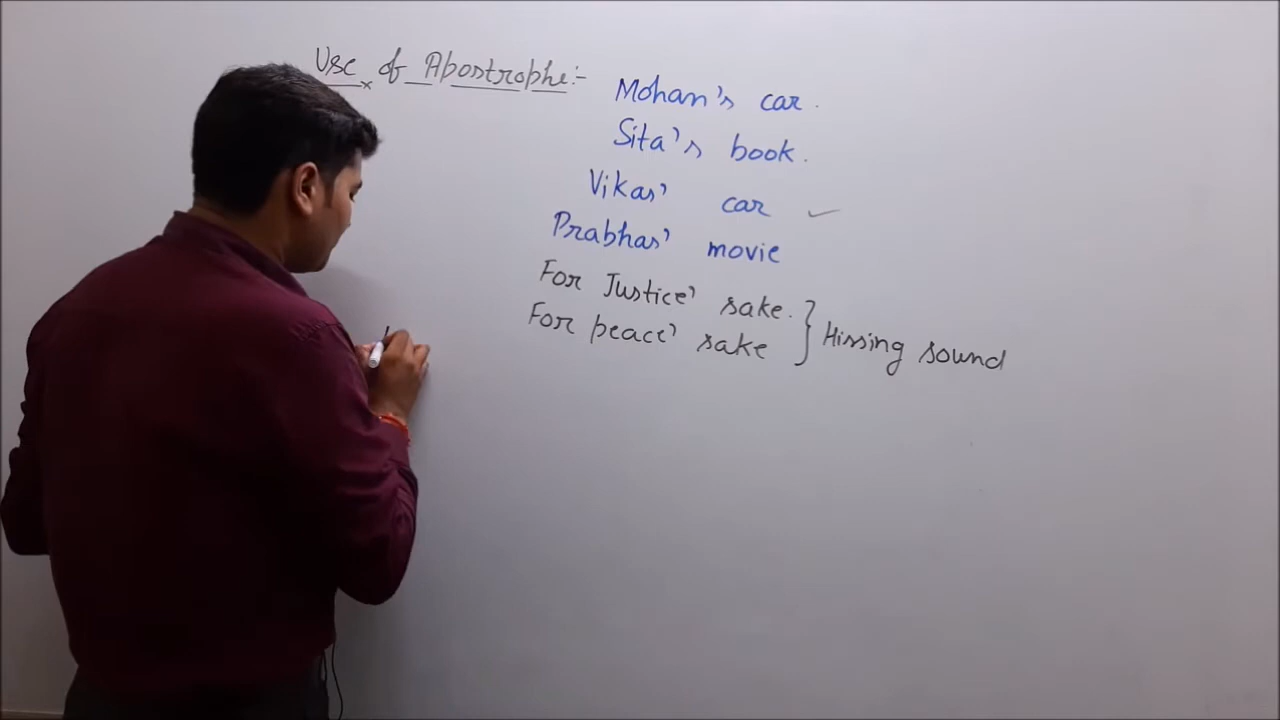 Use of Apostrophe:-
Mohan's car.
Sita's book.
Vikas' car
Prabhas' movie
For Justice' sake.
For peace' sake
Hissing sound